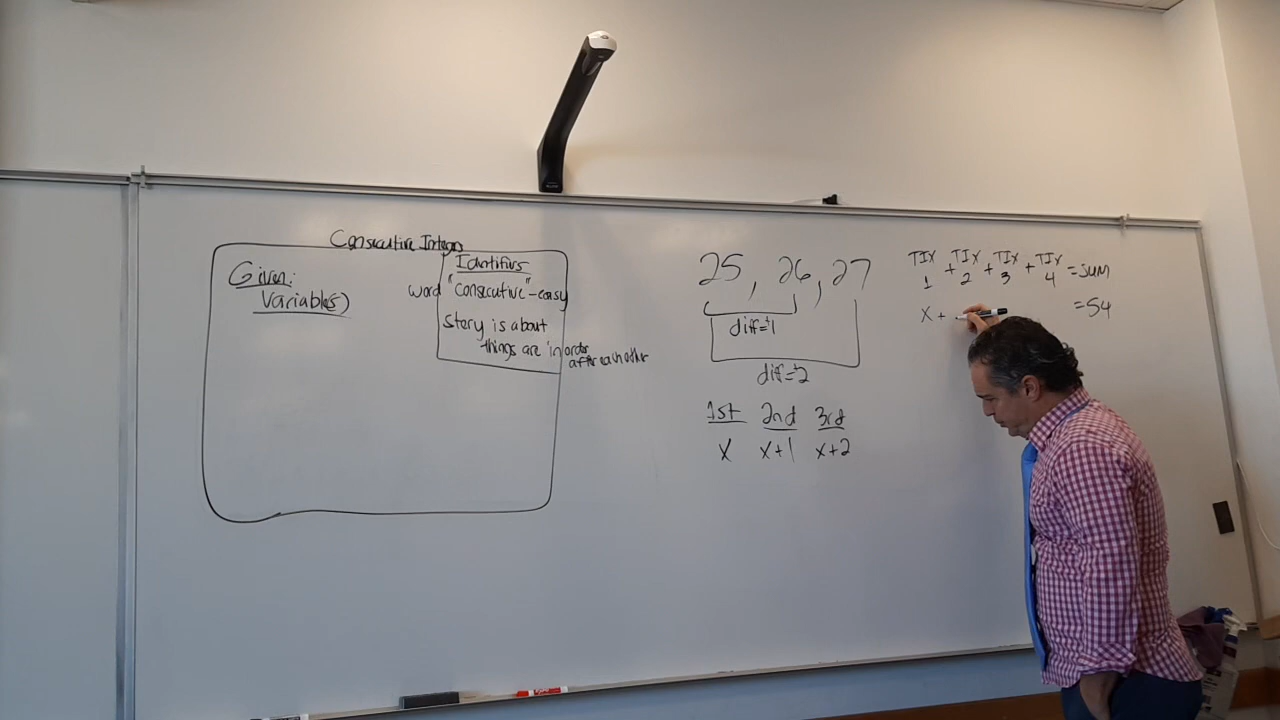 Consecutive Integers
Given:
Variable(s)
Identifiers
word "consecutive" - easy
story is about
things are in order
after each other
25, 26, 27
diff=1
diff=2
1st 2nd 3rd
x x+1 x+2
TIX TIX TIX TIX
1 + 2 + 3 + 4 = sum
x + = 54